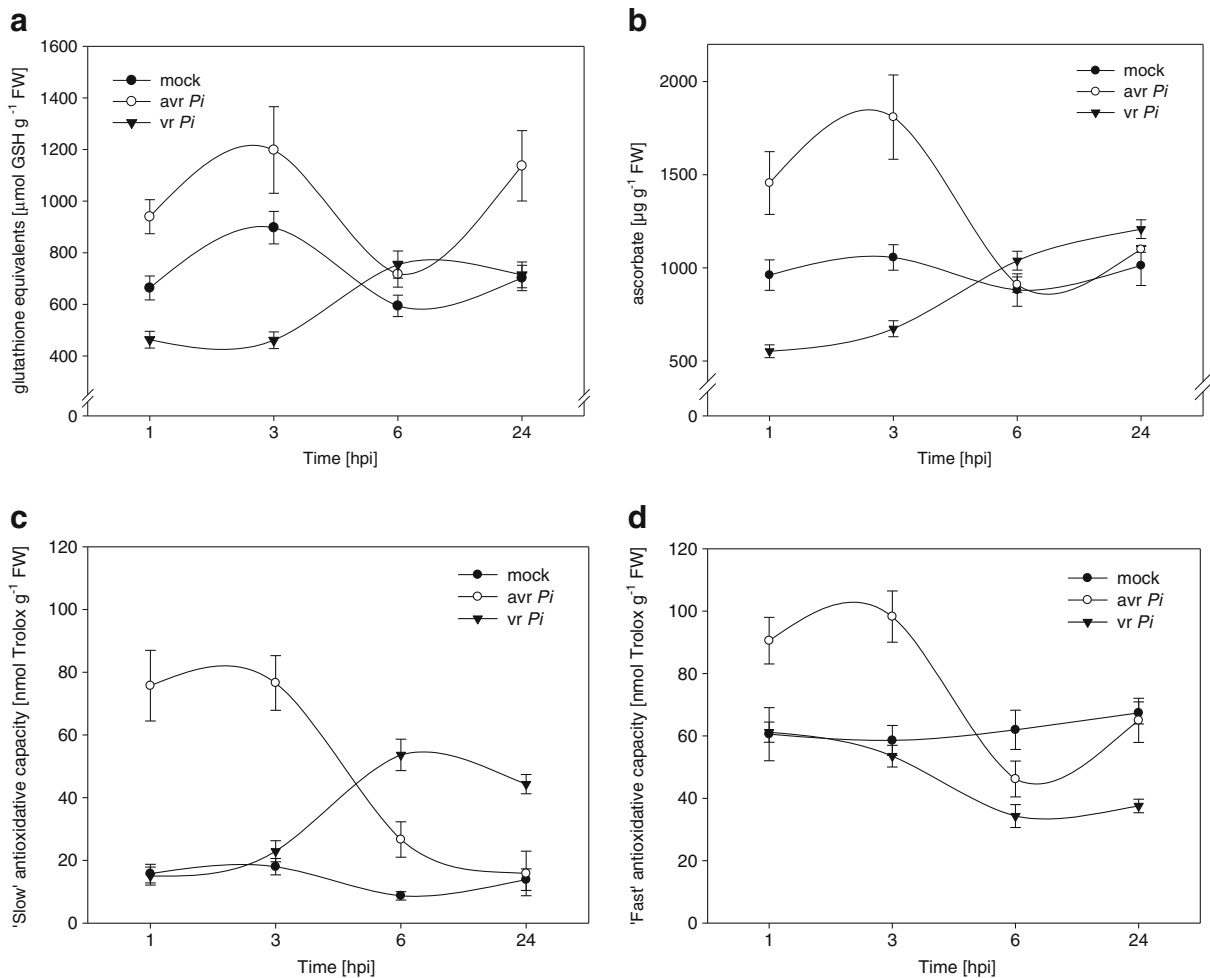 a
glutathione equivalents [µmol GSH g-1 FW]
1600
1400
1200
1000
800
600
400
0
mock
avr Pi
vr Pi
1 3 6 24
Time [hpi]
b
ascorbate [µg g-1 FW]
2000
1500
1000
500
0
mock
avr Pi
vr Pi
1 3 6 24
Time [hpi]
c
'Slow' antioxidative capacity [nmol Trolox g-1 FW]
120
100
80
60
40
20
0
mock
avr Pi
vr Pi
1 3 6 24
Time [hpi]
d
'Fast' antioxidative capacity [nmol Trolox g-1 FW]
120
100
80
60
40
20
0
mock
avr Pi
vr Pi
1 3 6 24
Time [hpi]